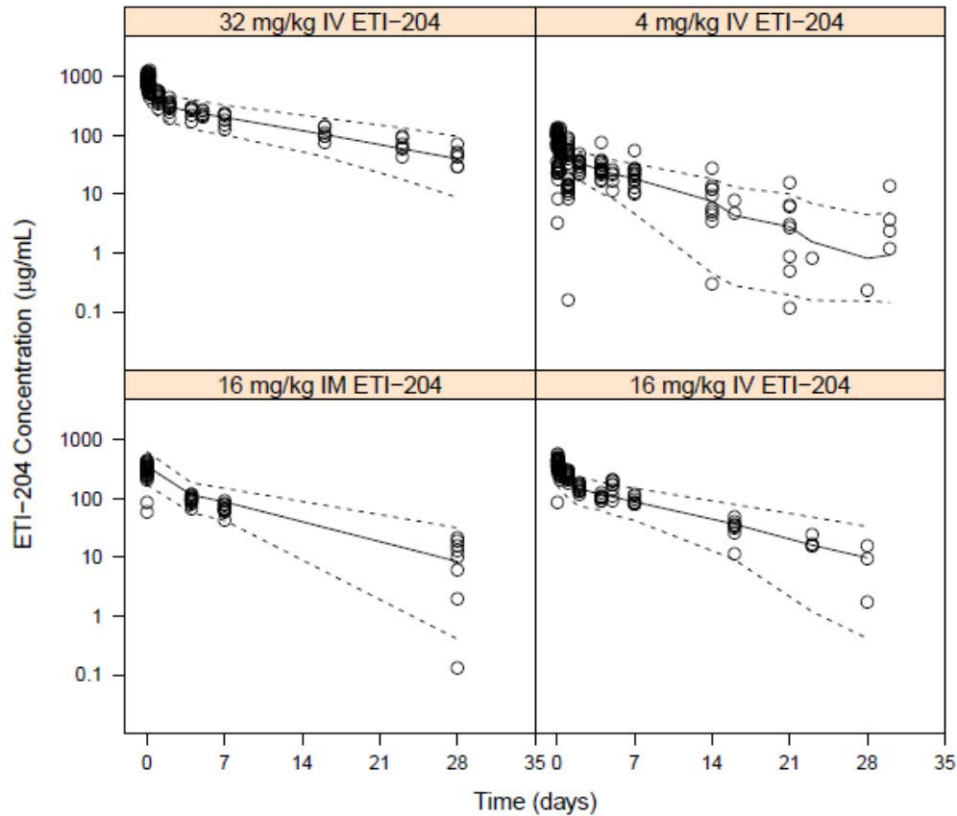 32 mg/kg IV ETI−204
4 mg/kg IV ETI−204
1000
100
10
1
0.1
16 mg/kg IM ETI−204
16 mg/kg IV ETI−204
1000
100
10
1
0.1
ETI−204 Concentration (μg/mL)
0 7 14 21 28 35 0 7 14 21 28 35
Time (days)